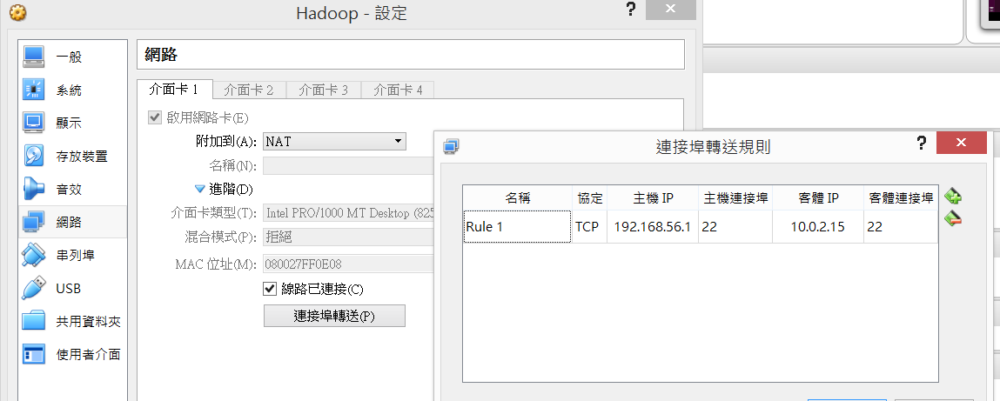 Hadoop - 設定
?
一般
系統
顯示
存放裝置
音效
網路
串列埠
USB
共用資料夾
使用者介面
網路
介面卡 1 介面卡 2 介面卡 3 介面卡 4
啟用網路卡(E)
附加到(A): NAT
名稱(N):
進階(D)
介面卡類型(T): Intel PRO/1000 MT Desktop (825
混合模式(P): 拒絕
MAC 位址(M): 080027FF0E08
線路已連接(C)
連接埠轉送(P)
連接埠轉送規則
?
名稱 協定 主機 IP 主機連接埠 客體 IP 客體連接埠
Rule 1 TCP 192.168.56.1 22 10.0.2.15 22